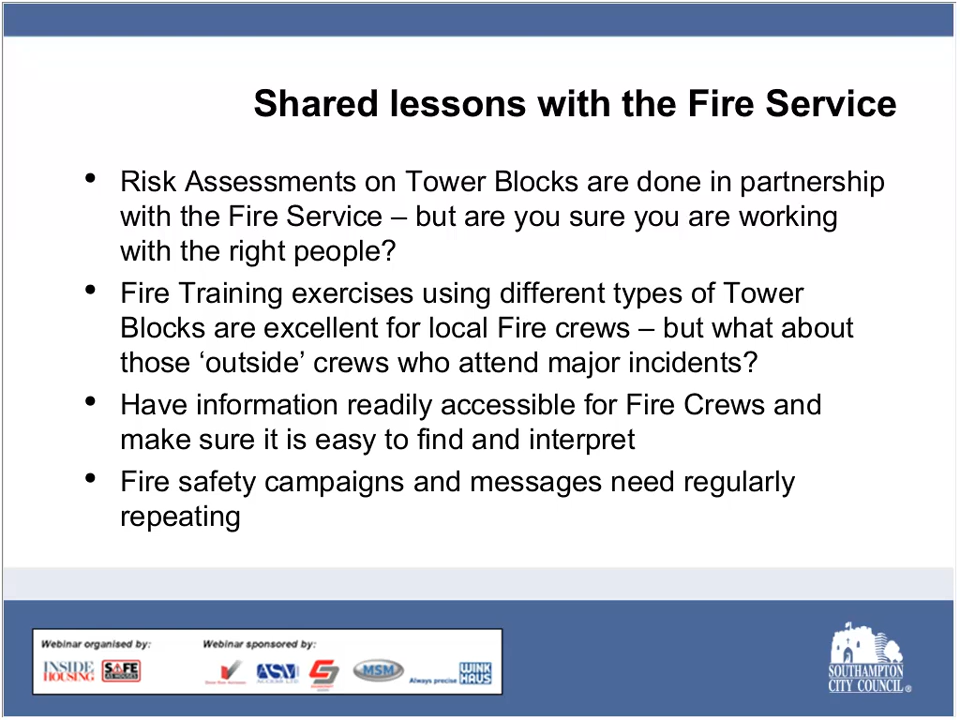 Shared lessons with the Fire Service
• Risk Assessments on Tower Blocks are done in partnership
with the Fire Service – but are you sure you are working
with the right people?
• Fire Training exercises using different types of Tower
Blocks are excellent for local Fire crews – but what about
those ‘outside’ crews who attend major incidents?
• Have information readily accessible for Fire Crews and
make sure it is easy to find and interpret
• Fire safety campaigns and messages need regularly
repeating
Webinar organised by:
Webinar sponsored by:
INSIDE
HOUSING
SAFE
AS HOUSES
ASM
MSM
Always precise
WINK
HAUS
SOUTHAMPTON
CITY COUNCIL®